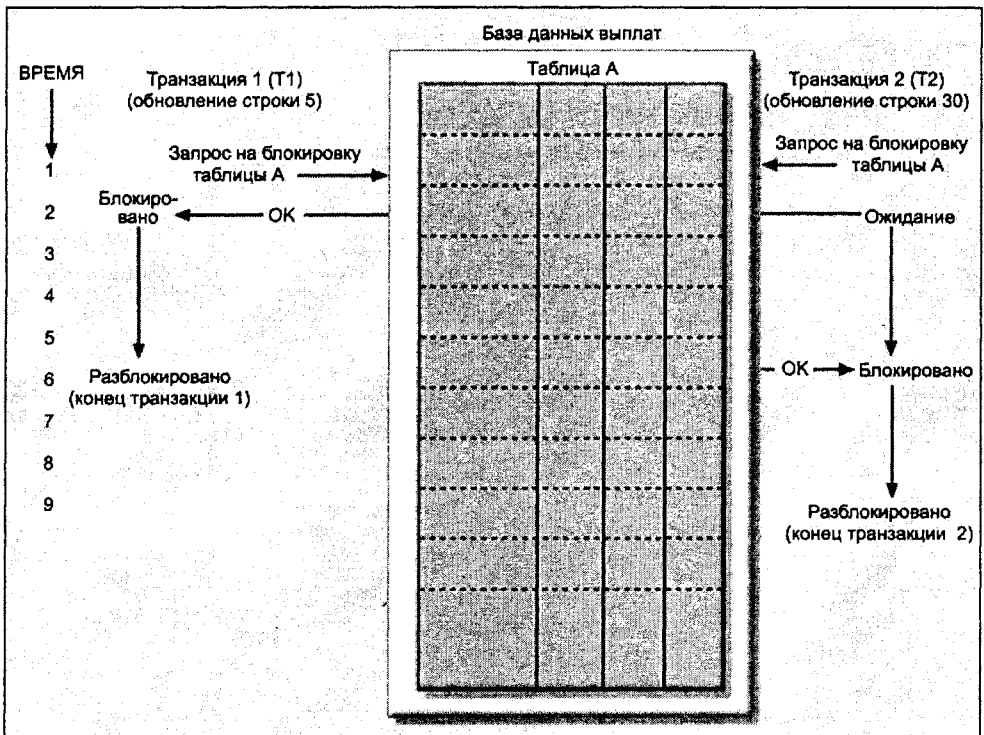 База данных выплат
Таблица А
ВРЕМЯ
Транзакция 1 (Т1)
(обновление строки 5)
Транзакция 2 (Т2)
(обновление строки 30)
1
Запрос на блокировку
таблицы А
Запрос на блокировку
таблицы А
2
Блокиро-
вано
OK
Ожидание
3
4
5
6
Разблокировано
(конец транзакции 1)
OK
Блокировано
7
8
9
Разблокировано
(конец транзакции 2)